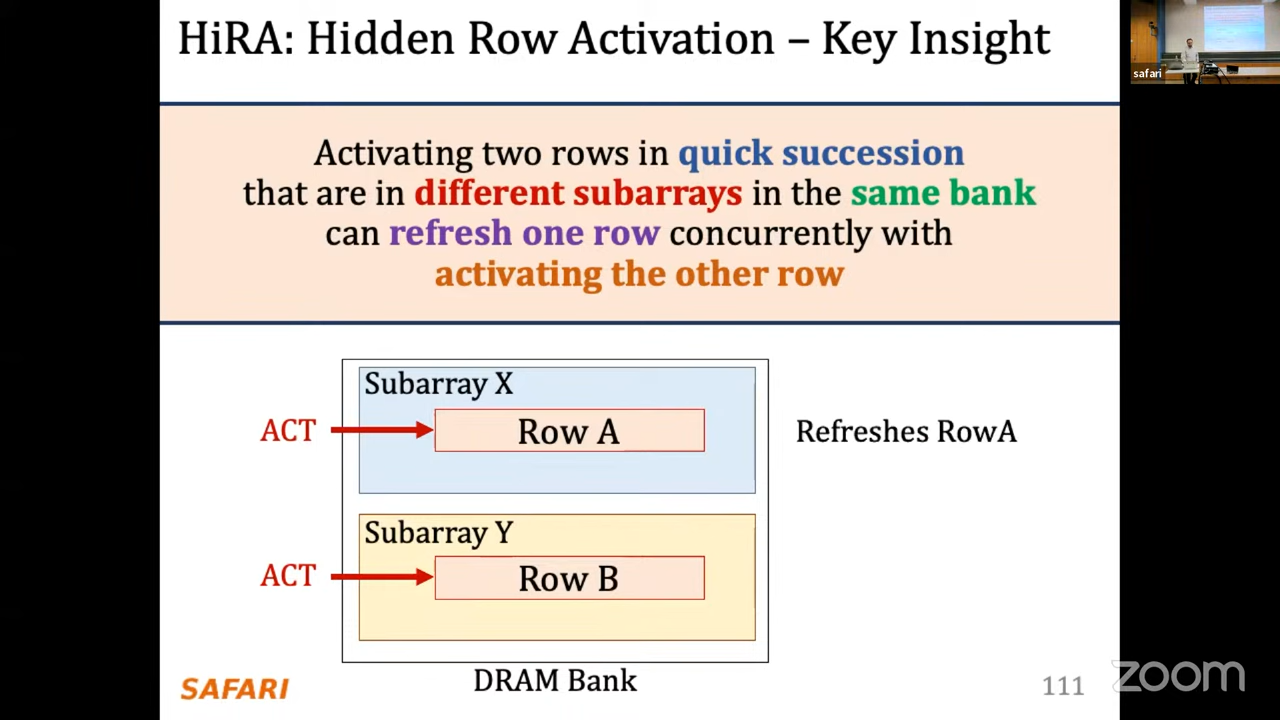 HiRA: Hidden Row Activation – Key Insight
safari
Activating two rows in quick succession
that are in different subarrays in the same bank
can refresh one row concurrently with
activating the other row
Subarray X
ACT
Row A
Refreshes RowA
Subarray Y
ACT
Row B
DRAM Bank
SAFARI
111
zoom